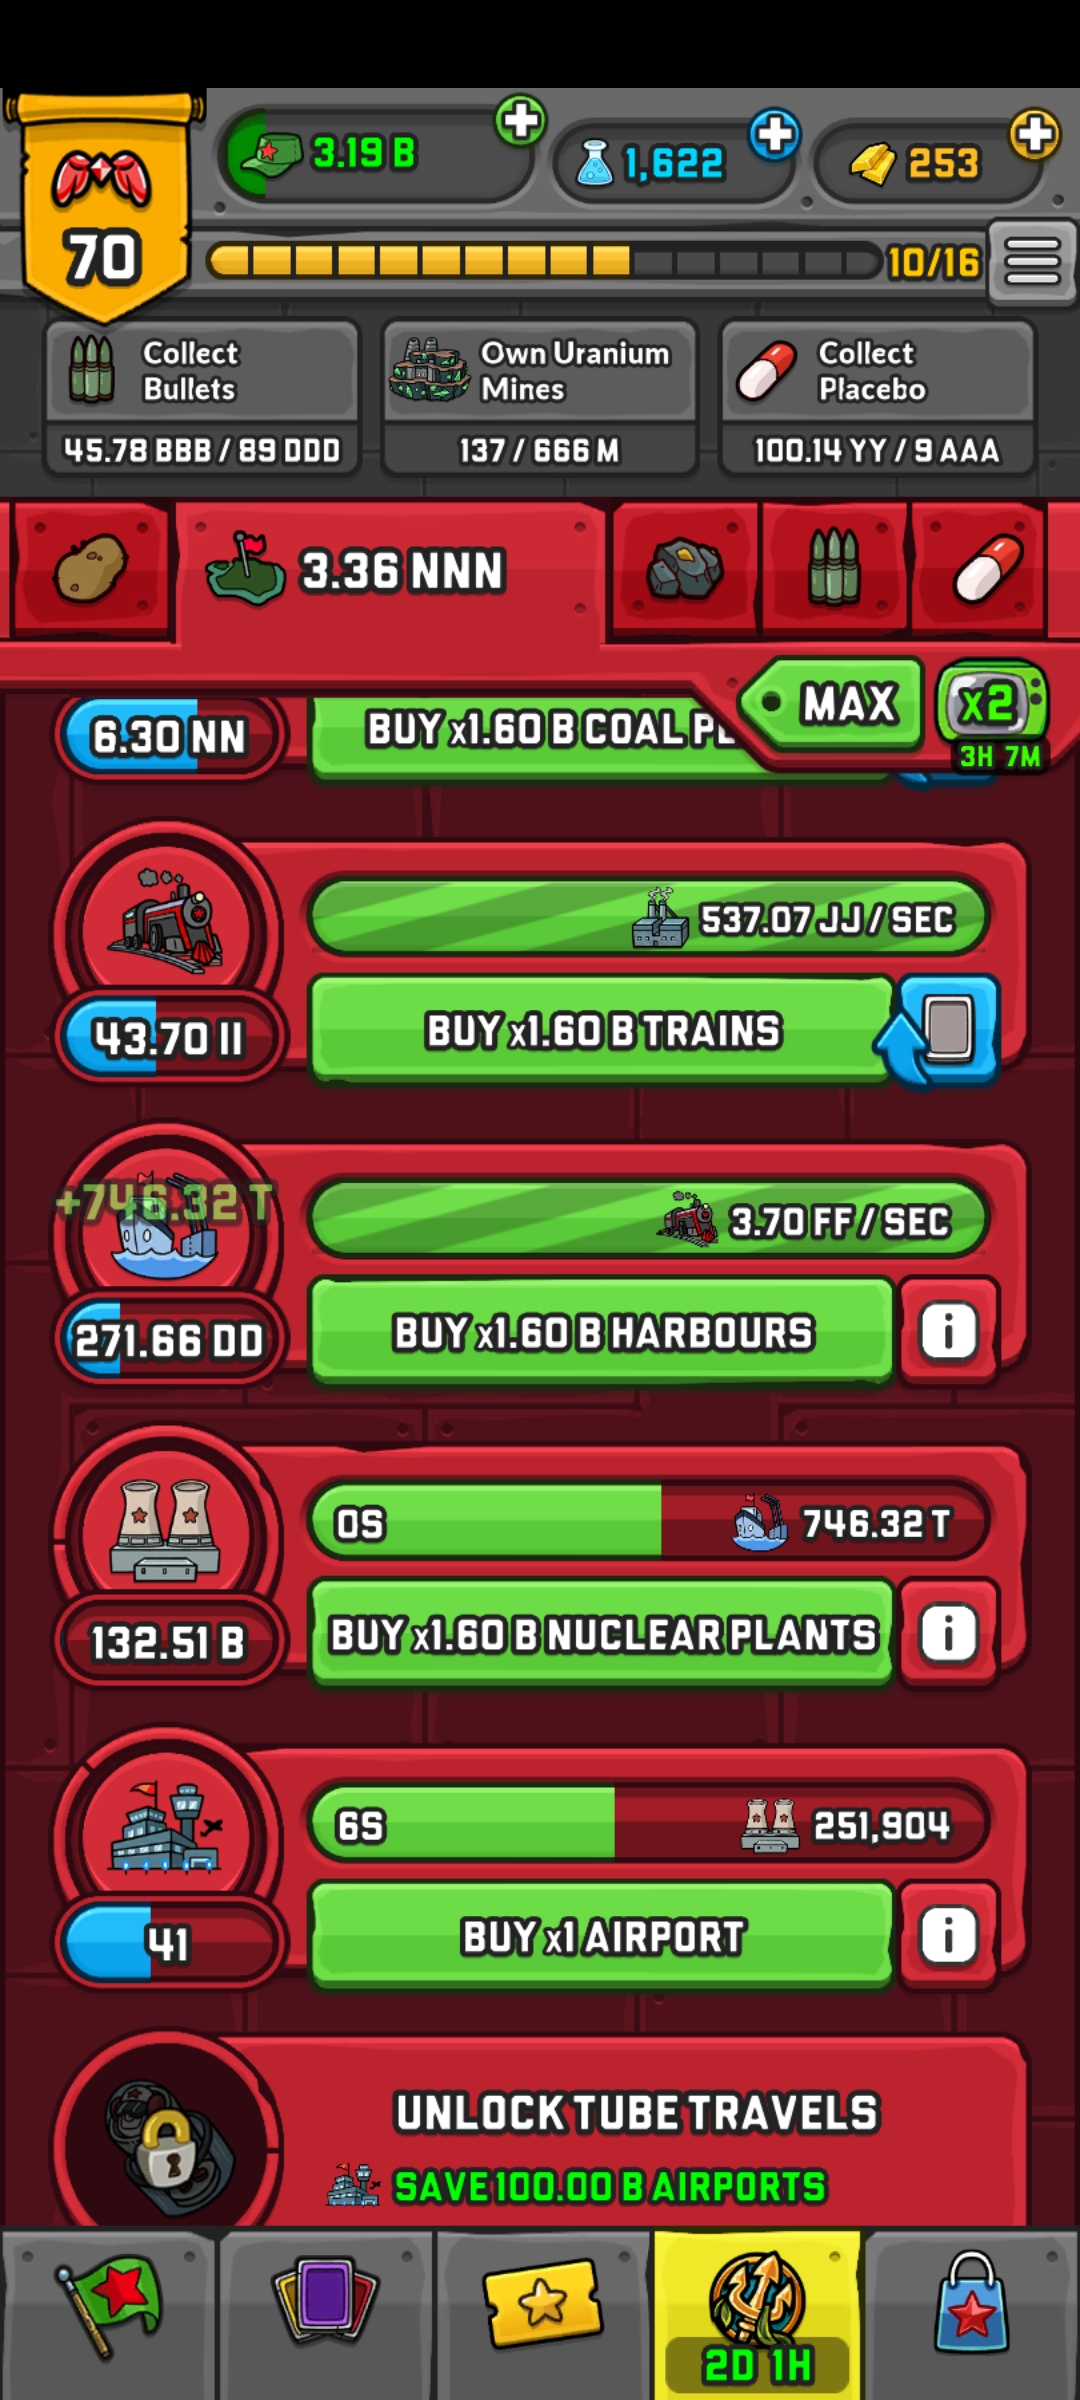 70
3.19 B
1,622
253
10/16
Collect
Bullets
45.78 BBB / 89 DDD
Own Uranium
Mines
137 / 666 M
Collect
Placebo
100.14 YY / 9 AAA
3.36 NNN
MAX
x2
3H 7M
6.30 NN
BUY x1.60 B COAL
537.07 JJ / SEC
43.70 II
BUY x1.60 B TRAINS
+746.32 T
3.70 FF / SEC
271.66 DD
BUY x1.60 B HARBOURS
i
0S
746.32 T
132.51 B
BUY x1.60 B NUCLEAR PLANTS
i
6S
251,904
41
BUY x1 AIRPORT
i
UNLOCK TUBE TRAVELS
SAVE 100.00 B AIRPORTS
2D 1H